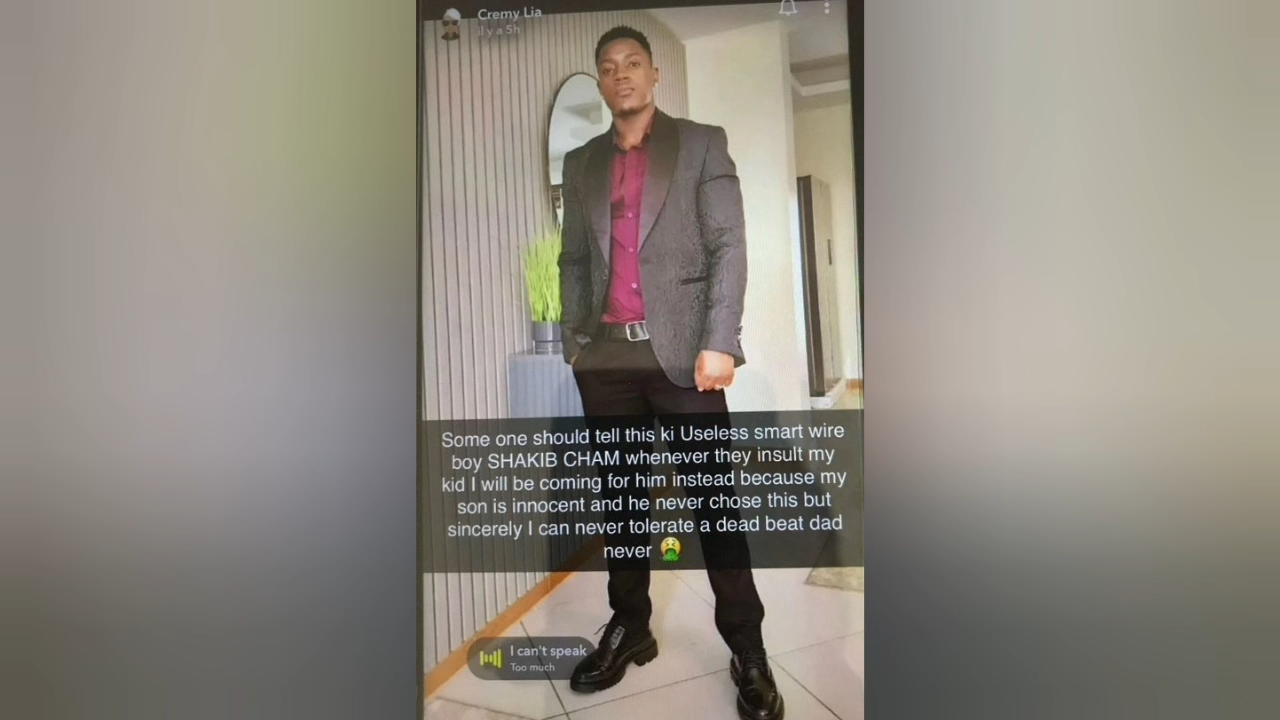 Cremy Lia
il y a 5h
Some one should tell this ki Useless smart wire
boy SHAKIB CHAM whenever they insult my
kid I will be coming for him instead because my
son is innocent and he never chose this but
sincerely I can never tolerate a dead beat dad
never 🤮
I can't speak
Too much